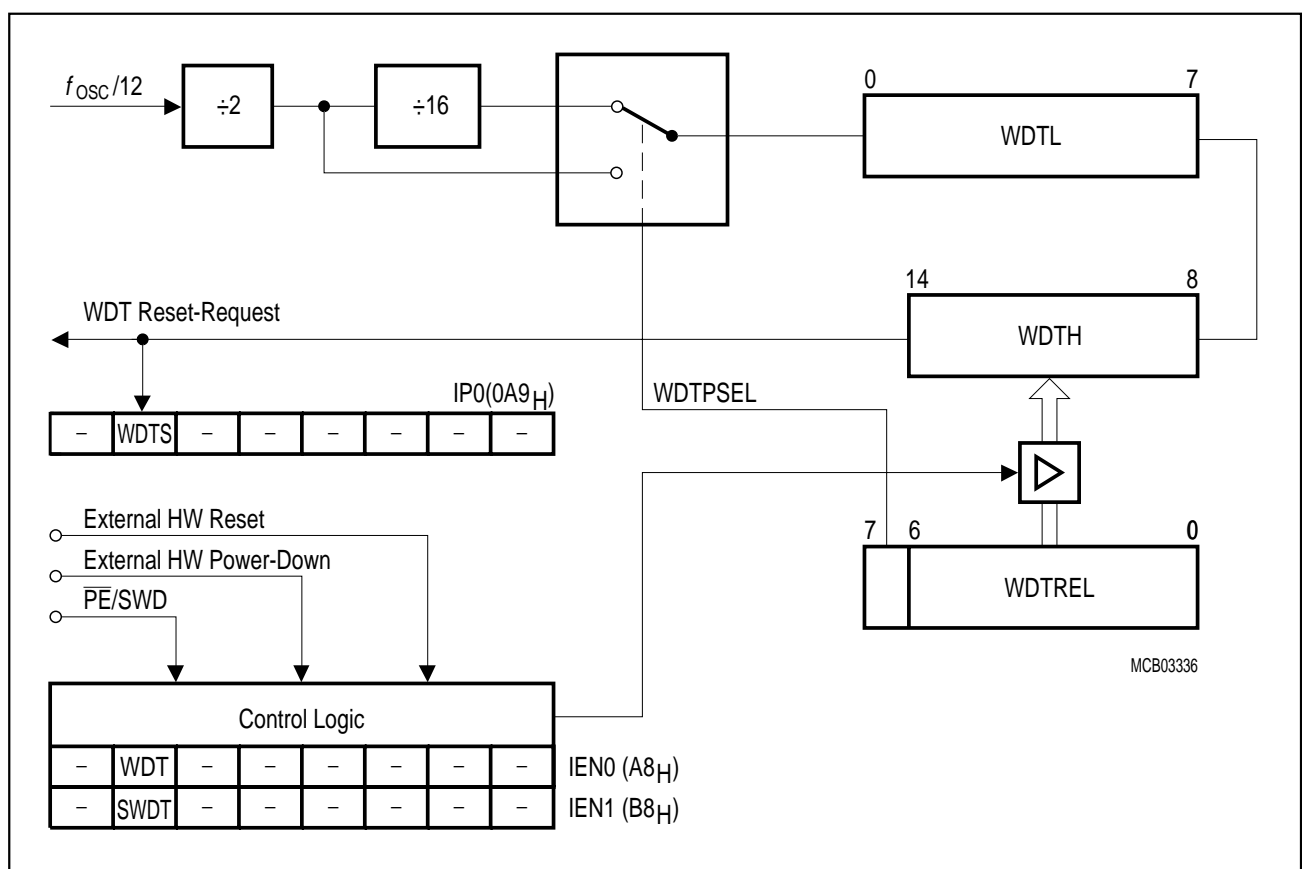 fOSC/12
÷2
÷16
0 7
WDTL
14 8
WDT Reset-Request
WDTH
IP0(0A9H)
WDTPSEL
– WDTS – – – – – –
External HW Reset
7 6 0
External HW Power-Down
WDTREL
PE/SWD
MCB03336
Control Logic
– WDT – – – – – – IEN0 (A8H)
– SWDT – – – – – – IEN1 (B8H)